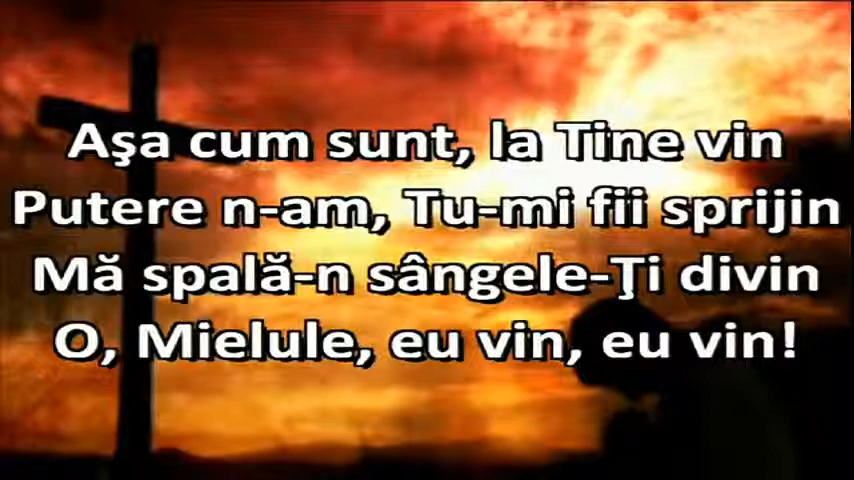 Aşa cum sunt, la Tine vin
Putere n-am, Tu-mi fii sprijin
Mă spală-n sângele-Ţi divin
O, Mielule, eu vin, eu vin!